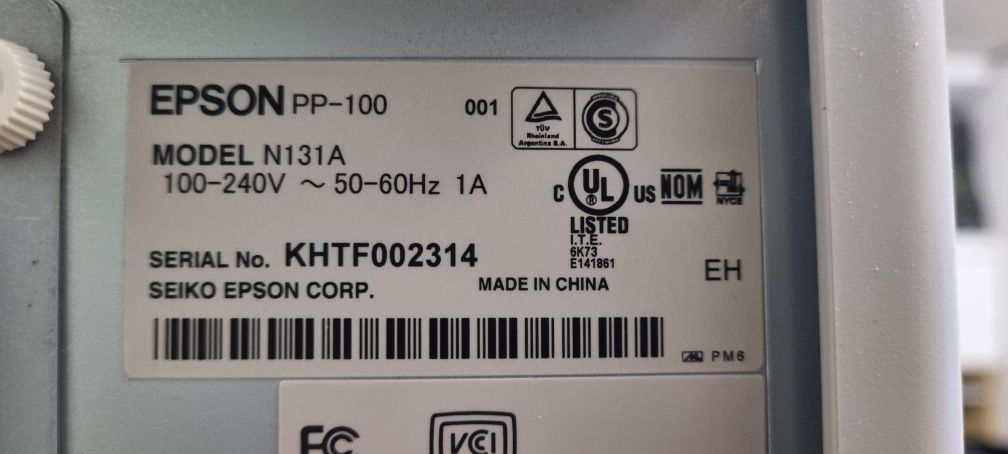 EPSON PP-100 001
TÜV
Rheinland
Argentina S.A.
S
MODEL N131A
100-240V ~ 50-60Hz 1A
C UL US NOM NYCE
®
LISTED
I.T.E.
6K73
E141861
SERIAL No. KHTF002314
EH
SEIKO EPSON CORP. MADE IN CHINA
PM6
FC VCI